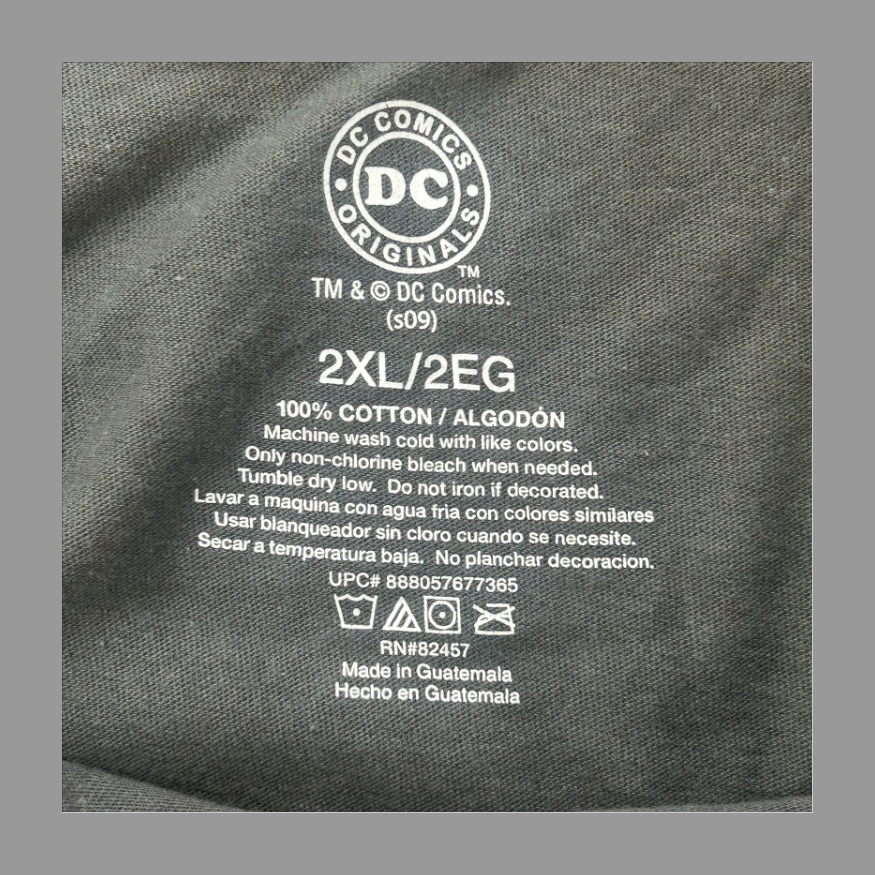 DC COMICS
DC
ORIGINALS
TM
TM & © DC Comics.
(s09)
2XL/2EG
100% COTTON / ALGODÓN
Machine wash cold with like colors.
Only non-chlorine bleach when needed.
Tumble dry low. Do not iron if decorated.
Lavar a maquina con agua fria con colores similares
Usar blanqueador sin cloro cuando se necesite.
Secar a temperatura baja. No planchar decoracion.
UPC# 888057677365
RN#82457
Made in Guatemala
Hecho en Guatemala